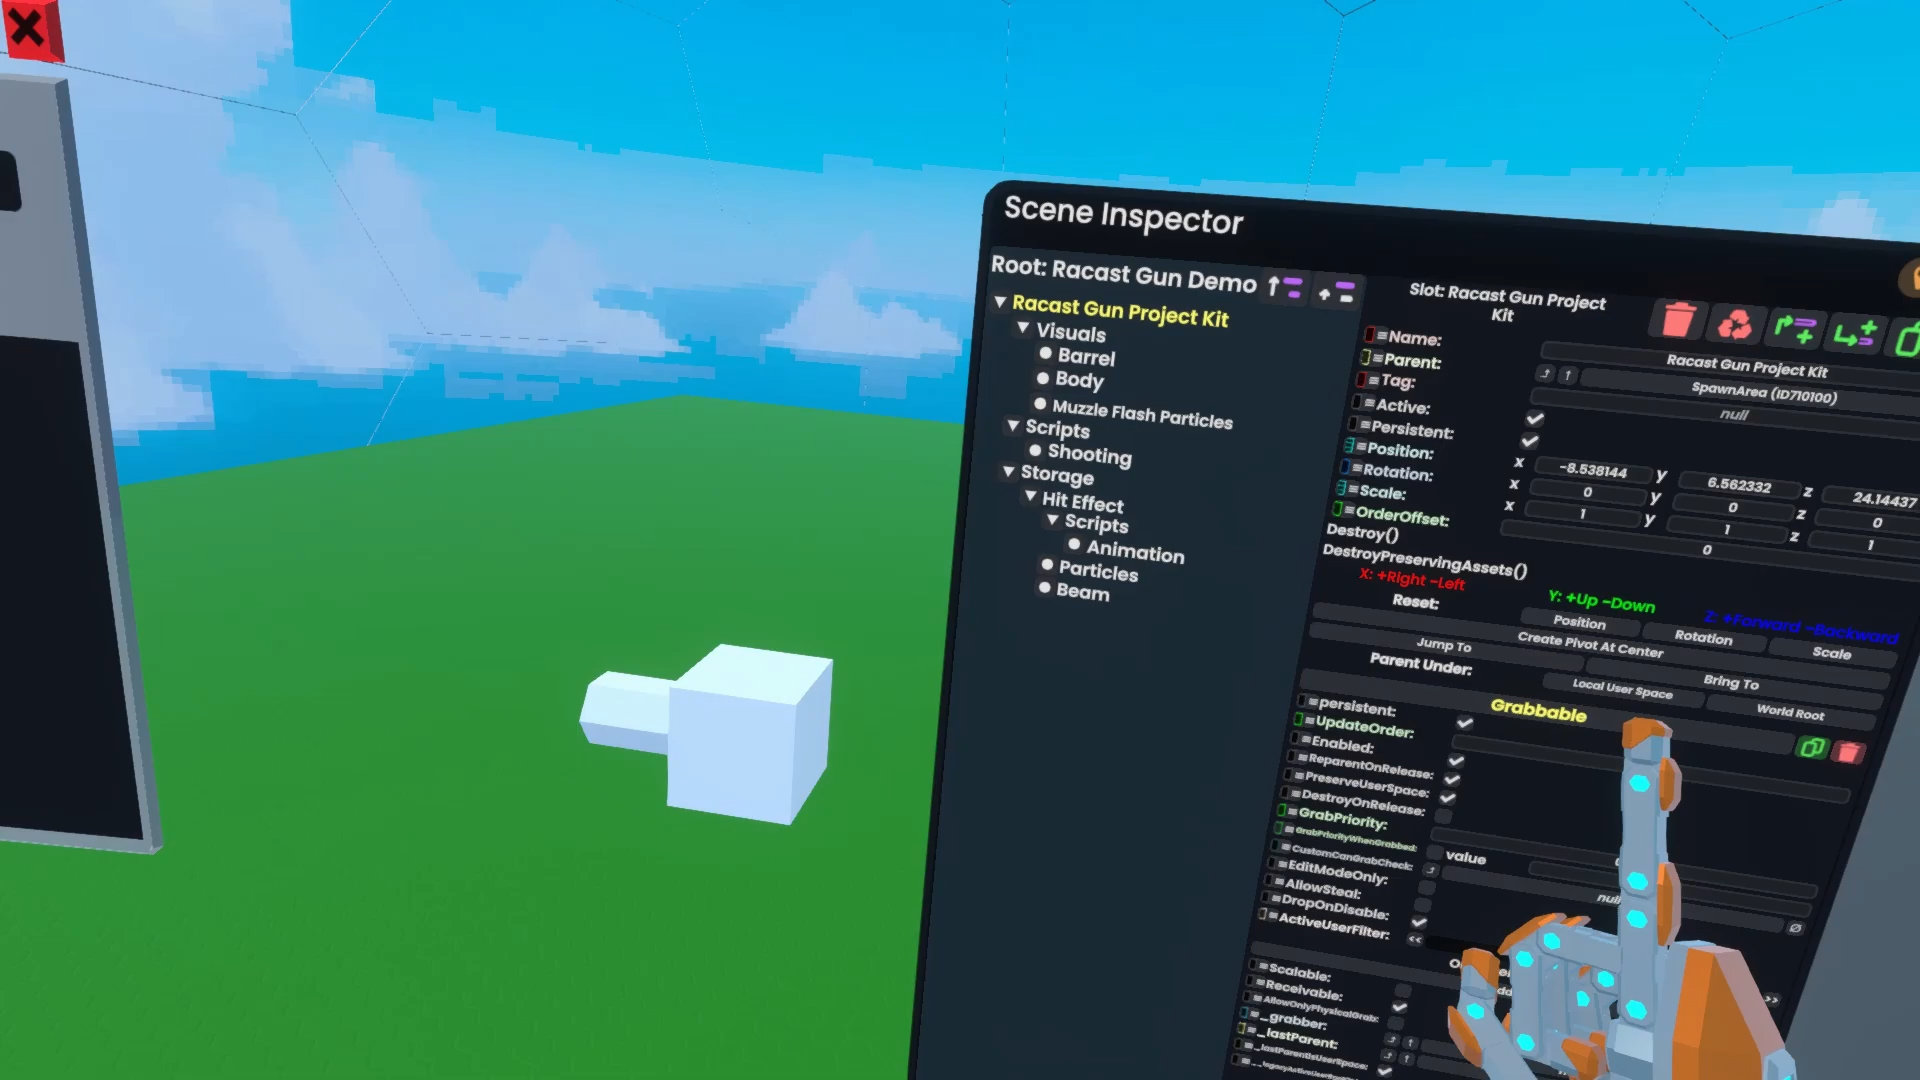 Scene Inspector
Root: Racast Gun Demo
Racast Gun Project Kit
Visuals
Barrel
Body
Muzzle Flash Particles
Scripts
Shooting
Storage
Hit Effect
Scripts
Animation
Particles
Beam
Slot: Racast Gun Project
Kit
Name:
Racast Gun Project Kit
Parent:
SpawnArea (ID710100)
Tag:
null
Active:
Persistent:
Position:
x -8.538144 y 6.562332 z 24.14437
Rotation:
x 0 y 0 z 0
Scale:
x 1 y 1 z 1
OrderOffset:
0
Destroy()
DestroyPreservingAssets()
X: +Right -Left Y: +Up -Down Z: +Forward -Backward
Reset: Position Rotation Scale
Create Pivot At Center
Jump To Bring To
Parent Under: Local User Space World Root
Grabbable
persistent:
UpdateOrder:
Enabled:
ReparentOnRelease:
PreserveUserSpace:
DestroyOnRelease:
GrabPriority:
GrabPriorityWhenGrabbed:
value
CustomCanGrabCheck:
EditModeOnly:
AllowSteal:
DropOnDisable:
ActiveUserFilter:
<<
>>
Scalable:
Receivable:
AllowOnlyPhysicalGrab:
_grabber:
_lastParent:
_lastParentIsUserSpace: